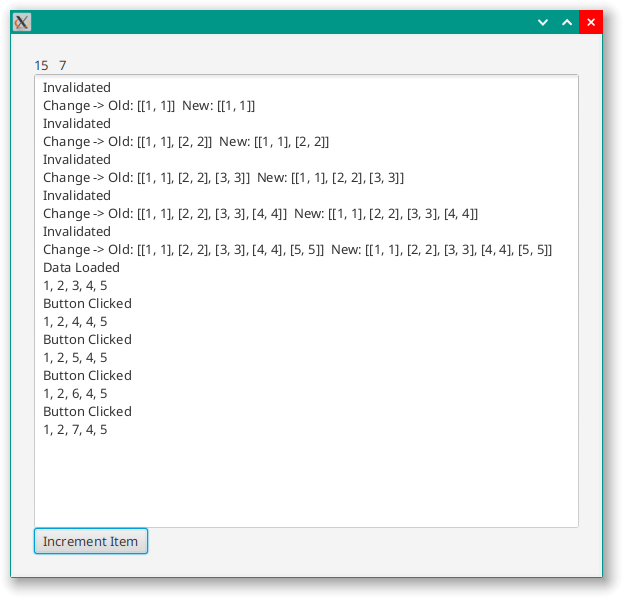 15 7
Invalidated
Change -> Old: [[1, 1]] New: [[1, 1]]
Invalidated
Change -> Old: [[1, 1], [2, 2]] New: [[1, 1], [2, 2]]
Invalidated
Change -> Old: [[1, 1], [2, 2], [3, 3]] New: [[1, 1], [2, 2], [3, 3]]
Invalidated
Change -> Old: [[1, 1], [2, 2], [3, 3], [4, 4]] New: [[1, 1], [2, 2], [3, 3], [4, 4]]
Invalidated
Change -> Old: [[1, 1], [2, 2], [3, 3], [4, 4], [5, 5]] New: [[1, 1], [2, 2], [3, 3], [4, 4], [5, 5]]
Data Loaded
1, 2, 3, 4, 5
Button Clicked
1, 2, 4, 4, 5
Button Clicked
1, 2, 5, 4, 5
Button Clicked
1, 2, 6, 4, 5
Button Clicked
1, 2, 7, 4, 5
Increment Item